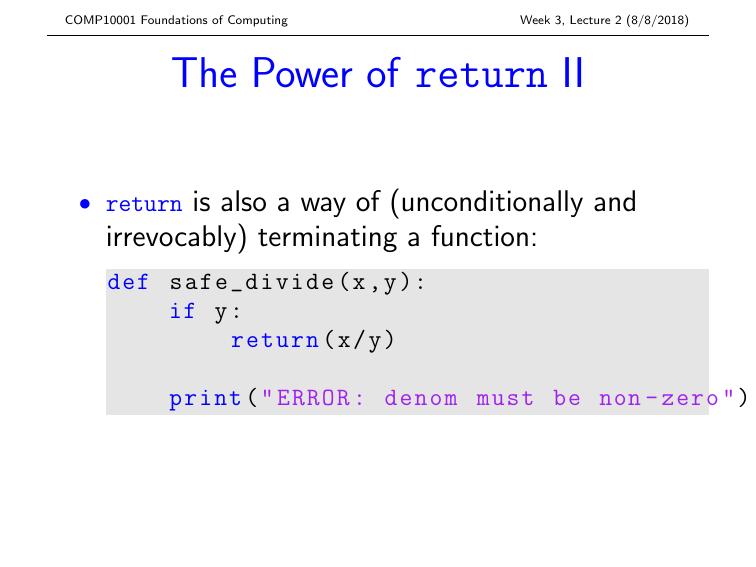 COMP10001 Foundations of Computing Week 3, Lecture 2 (8/8/2018)
The Power of return II
• return is also a way of (unconditionally and
irrevocably) terminating a function:
def safe_divide(x,y):
    if y:
        return(x/y)

    print("ERROR: denom must be non-zero")